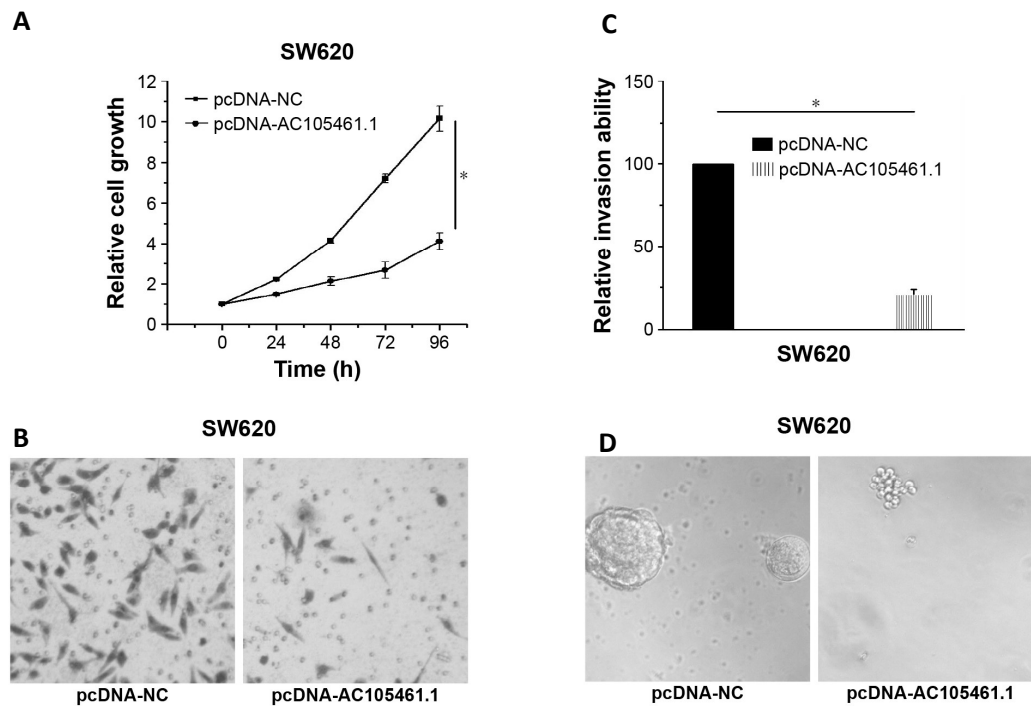 A
SW620
12
10
8
6
4
2
0
Relative cell growth
pcDNA-NC
pcDNA-AC105461.1
*
0 24 48 72 96
Time (h)
C
150
100
50
0
Relative invasion ability
*
pcDNA-NC
pcDNA-AC105461.1
SW620
B
SW620
pcDNA-NC pcDNA-AC105461.1
D
SW620
pcDNA-NC pcDNA-AC105461.1